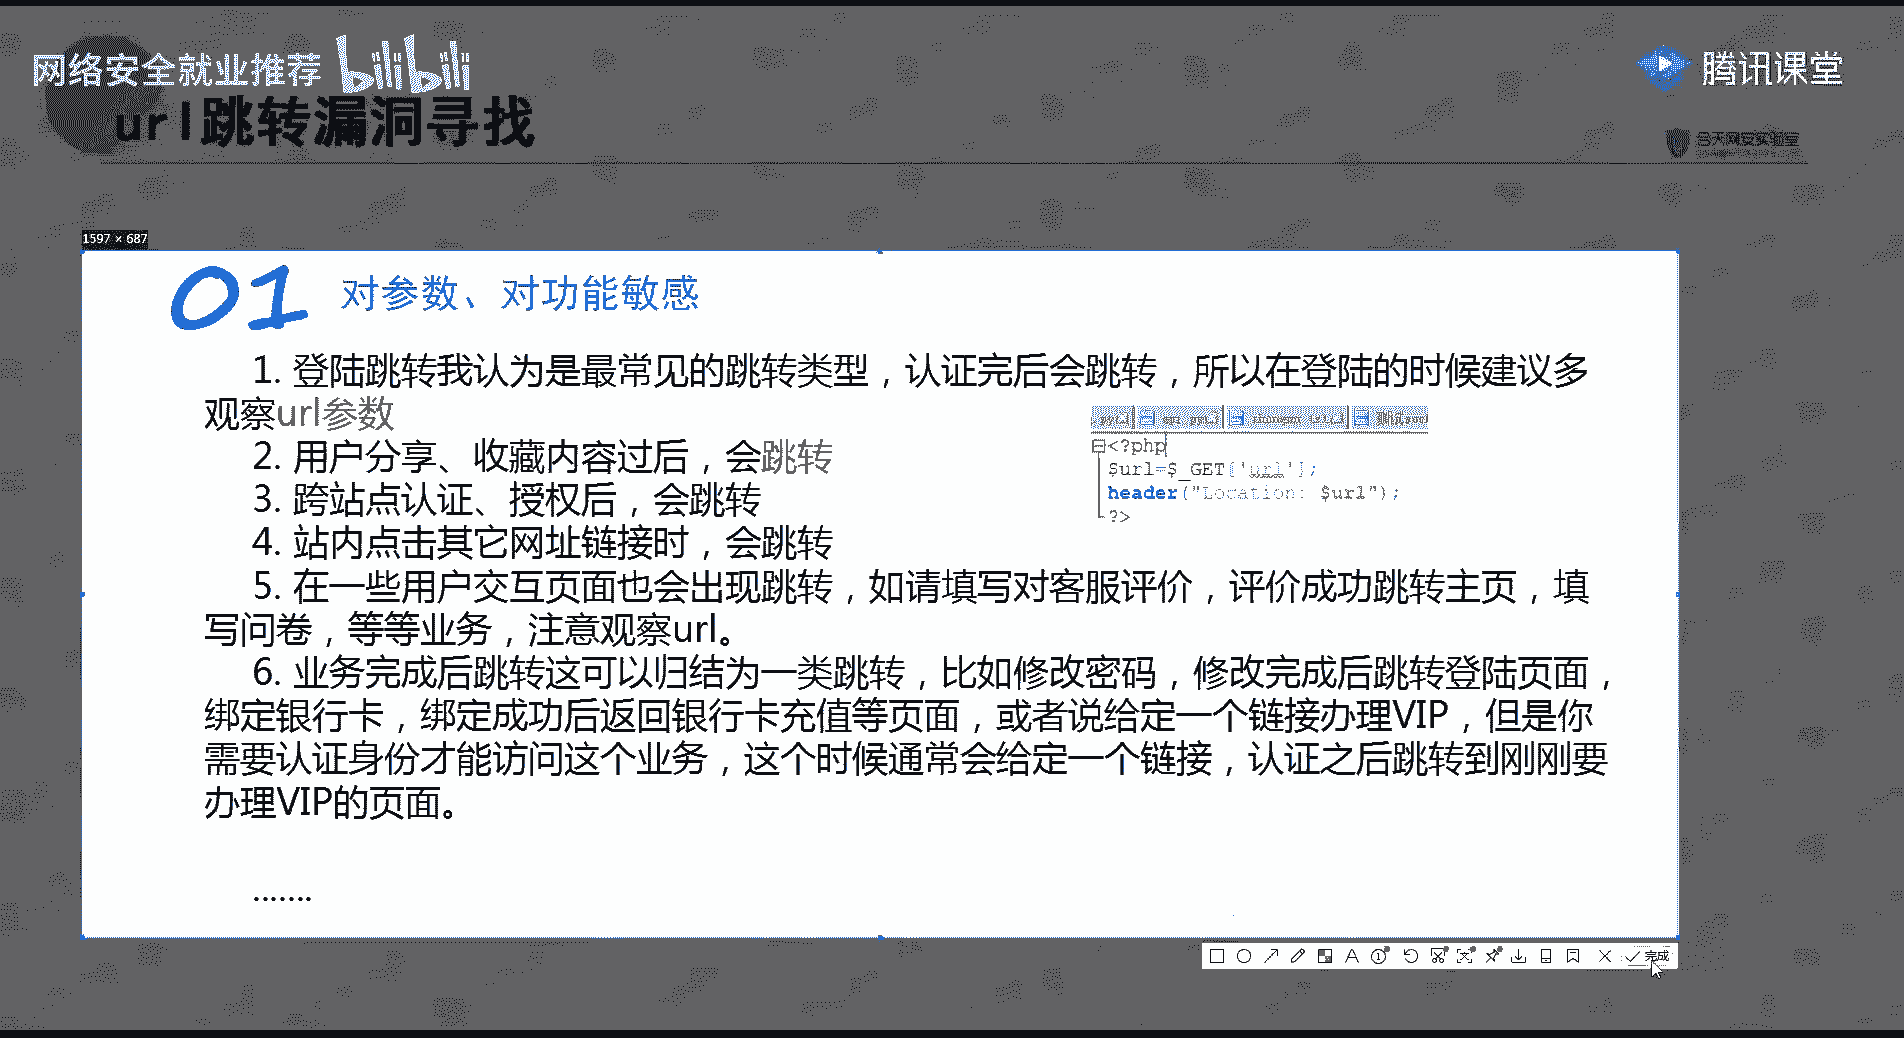 网络安全就业推荐 bilibili
腾讯课堂
url跳转漏洞寻找
合天网安实验室
1597 × 687
01 对参数、对功能敏感
1. 登陆跳转我认为是最常见的跳转类型，认证完后会跳转，所以在登陆的时候建议多
观察url参数
<?php
$url=$_GET['url'];
header("Location: $url");
?>
2. 用户分享、收藏内容过后，会跳转
3. 跨站点认证、授权后，会跳转
4. 站内点击其它网址链接时，会跳转
5. 在一些用户交互页面也会出现跳转，如请填写对客服评价，评价成功跳转主页，填
写问卷，等等业务，注意观察url。
6. 业务完成后跳转这可以归结为一类跳转，比如修改密码，修改完成后跳转登陆页面，
绑定银行卡，绑定成功后返回银行卡充值等页面，或者说给定一个链接办理VIP，但是你
需要认证身份才能访问这个业务，这个时候通常会给定一个链接，认证之后跳转到刚刚要
办理VIP的页面。
.......
完成